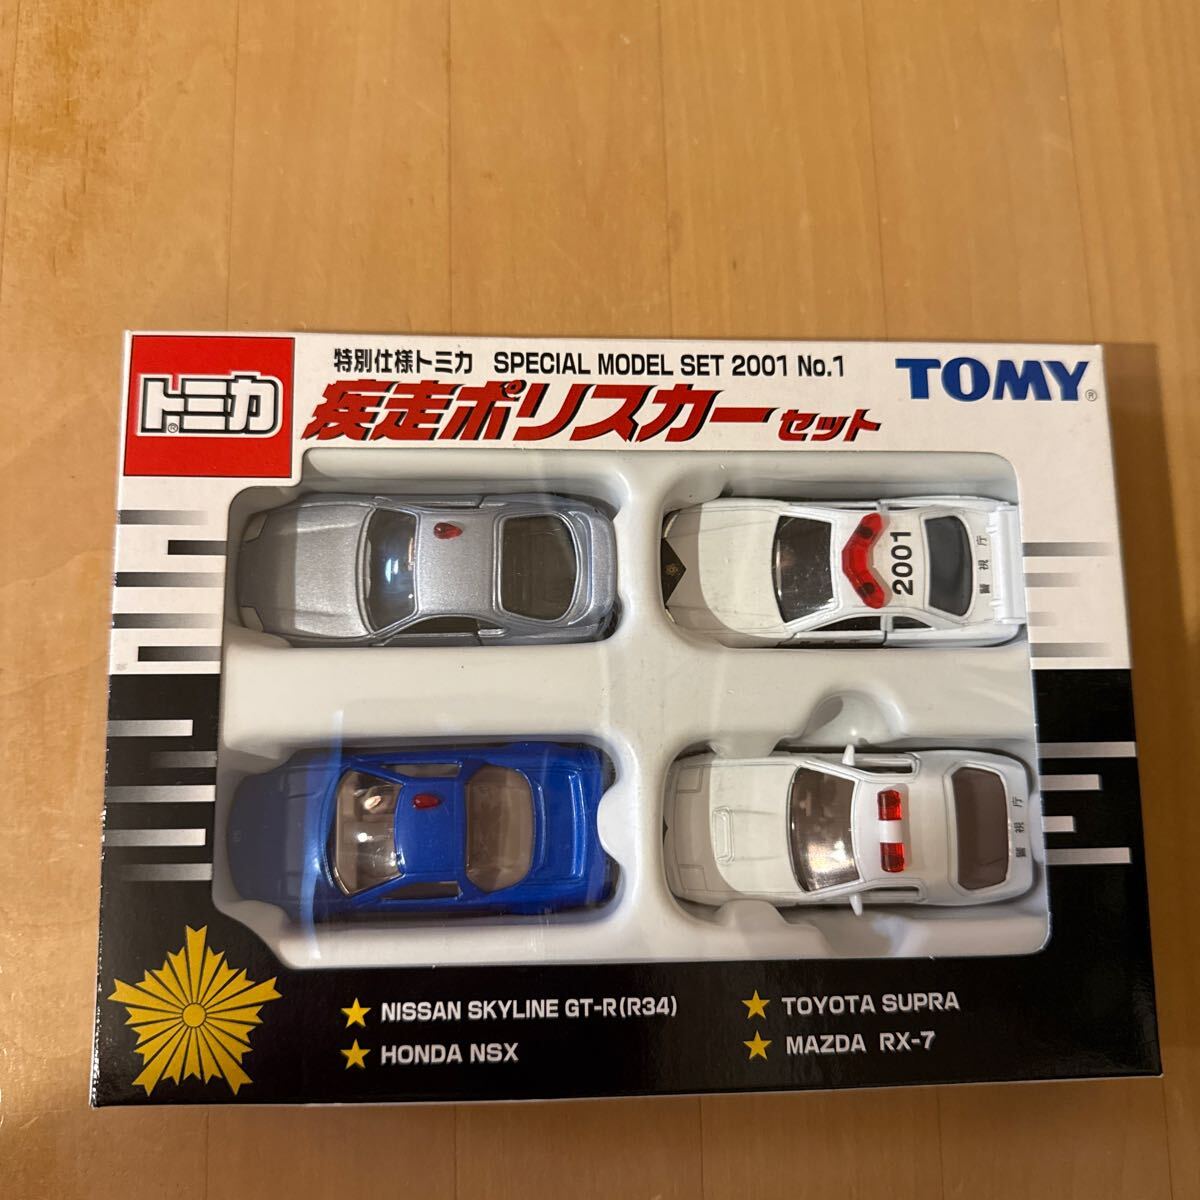 トミカ®
特別仕様トミカ SPECIAL MODEL SET 2001 No.1
疾走ポリスカーセット
TOMY®
2001
警視庁
警視庁
★ NISSAN SKYLINE GT-R(R34)
★ HONDA NSX
★ TOYOTA SUPRA
★ MAZDA RX-7